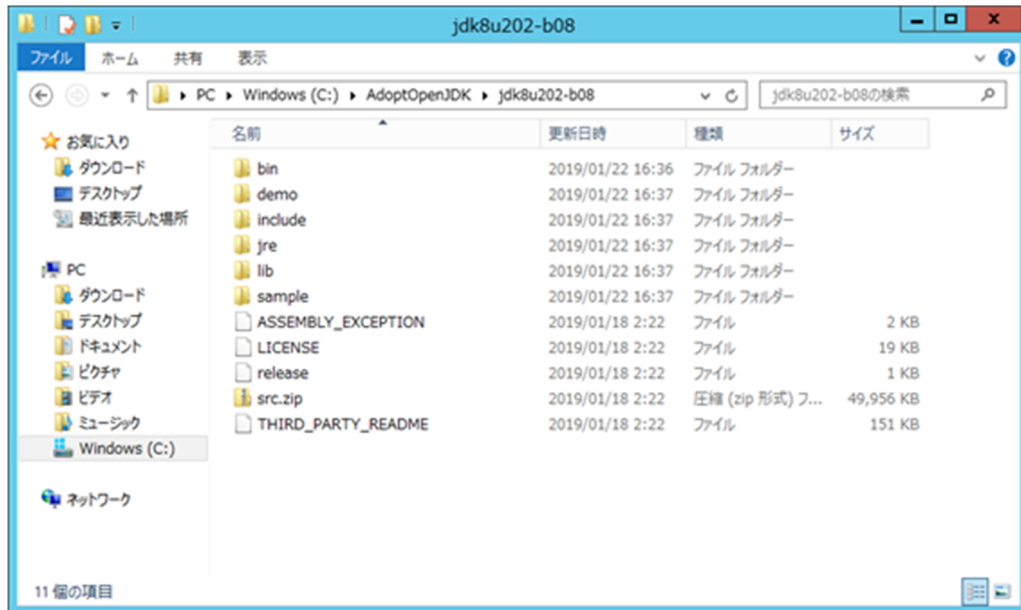 jdk8u202-b08
ファイル ホーム 共有 表示
PC Windows (C:) AdoptOpenJDK jdk8u202-b08 jdk8u202-b08の検索
お気に入り
ダウンロード
デスクトップ
最近表示した場所
PC
ダウンロード
デスクトップ
ドキュメント
ピクチャ
ビデオ
ミュージック
Windows (C:)
ネットワーク
名前 更新日時 種類 サイズ
bin 2019/01/22 16:36 ファイル フォルダー
demo 2019/01/22 16:37 ファイル フォルダー
include 2019/01/22 16:37 ファイル フォルダー
jre 2019/01/22 16:37 ファイル フォルダー
lib 2019/01/22 16:37 ファイル フォルダー
sample 2019/01/22 16:37 ファイル フォルダー
ASSEMBLY_EXCEPTION 2019/01/18 2:22 ファイル 2 KB
LICENSE 2019/01/18 2:22 ファイル 19 KB
release 2019/01/18 2:22 ファイル 1 KB
src.zip 2019/01/18 2:22 圧縮 (zip 形式) フ... 49,956 KB
THIRD_PARTY_README 2019/01/18 2:22 ファイル 151 KB
11 個の項目